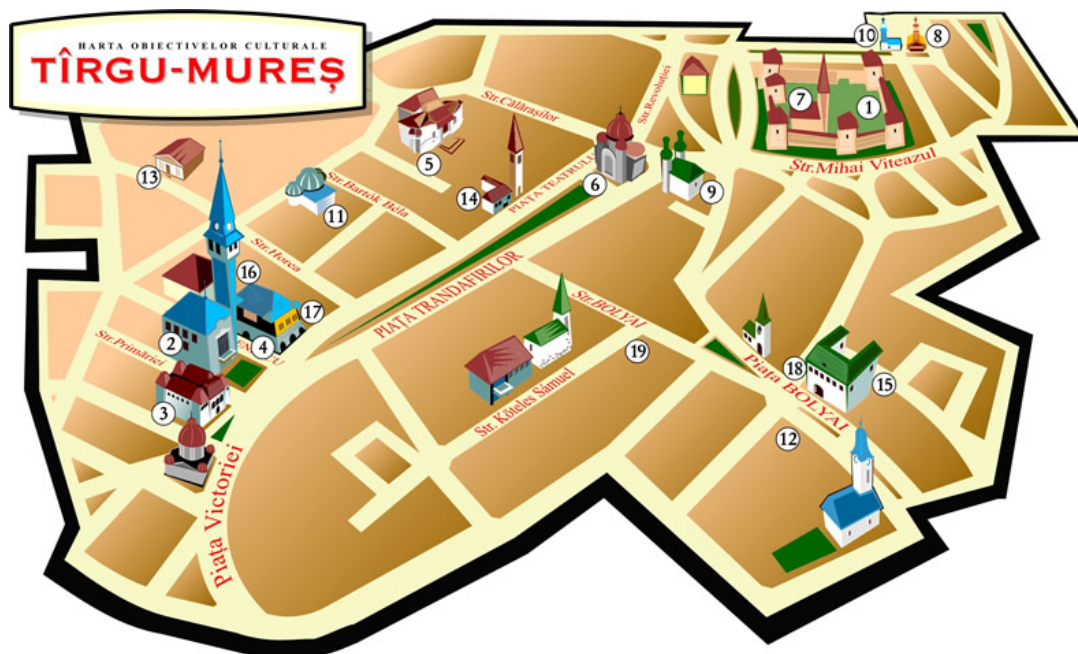 HARTA OBIECTIVELOR CULTURALE
TÎRGU-MUREȘ
10
8
7
1
Str.Revoluției
Str.Călărașilor
5
Str.Mihai Viteazul
13
14
PIAȚA TEATRULU
6
9
11
Str.Bartók Béla
Str.Horea
16
PIAȚA TRANDAFIRILOR
17
2
4
Str.Primăriei
Str.BOLYAI
19
18
15
Piața BOLYAI
3
Str. Köteles Sámuel
12
Piața Victoriei